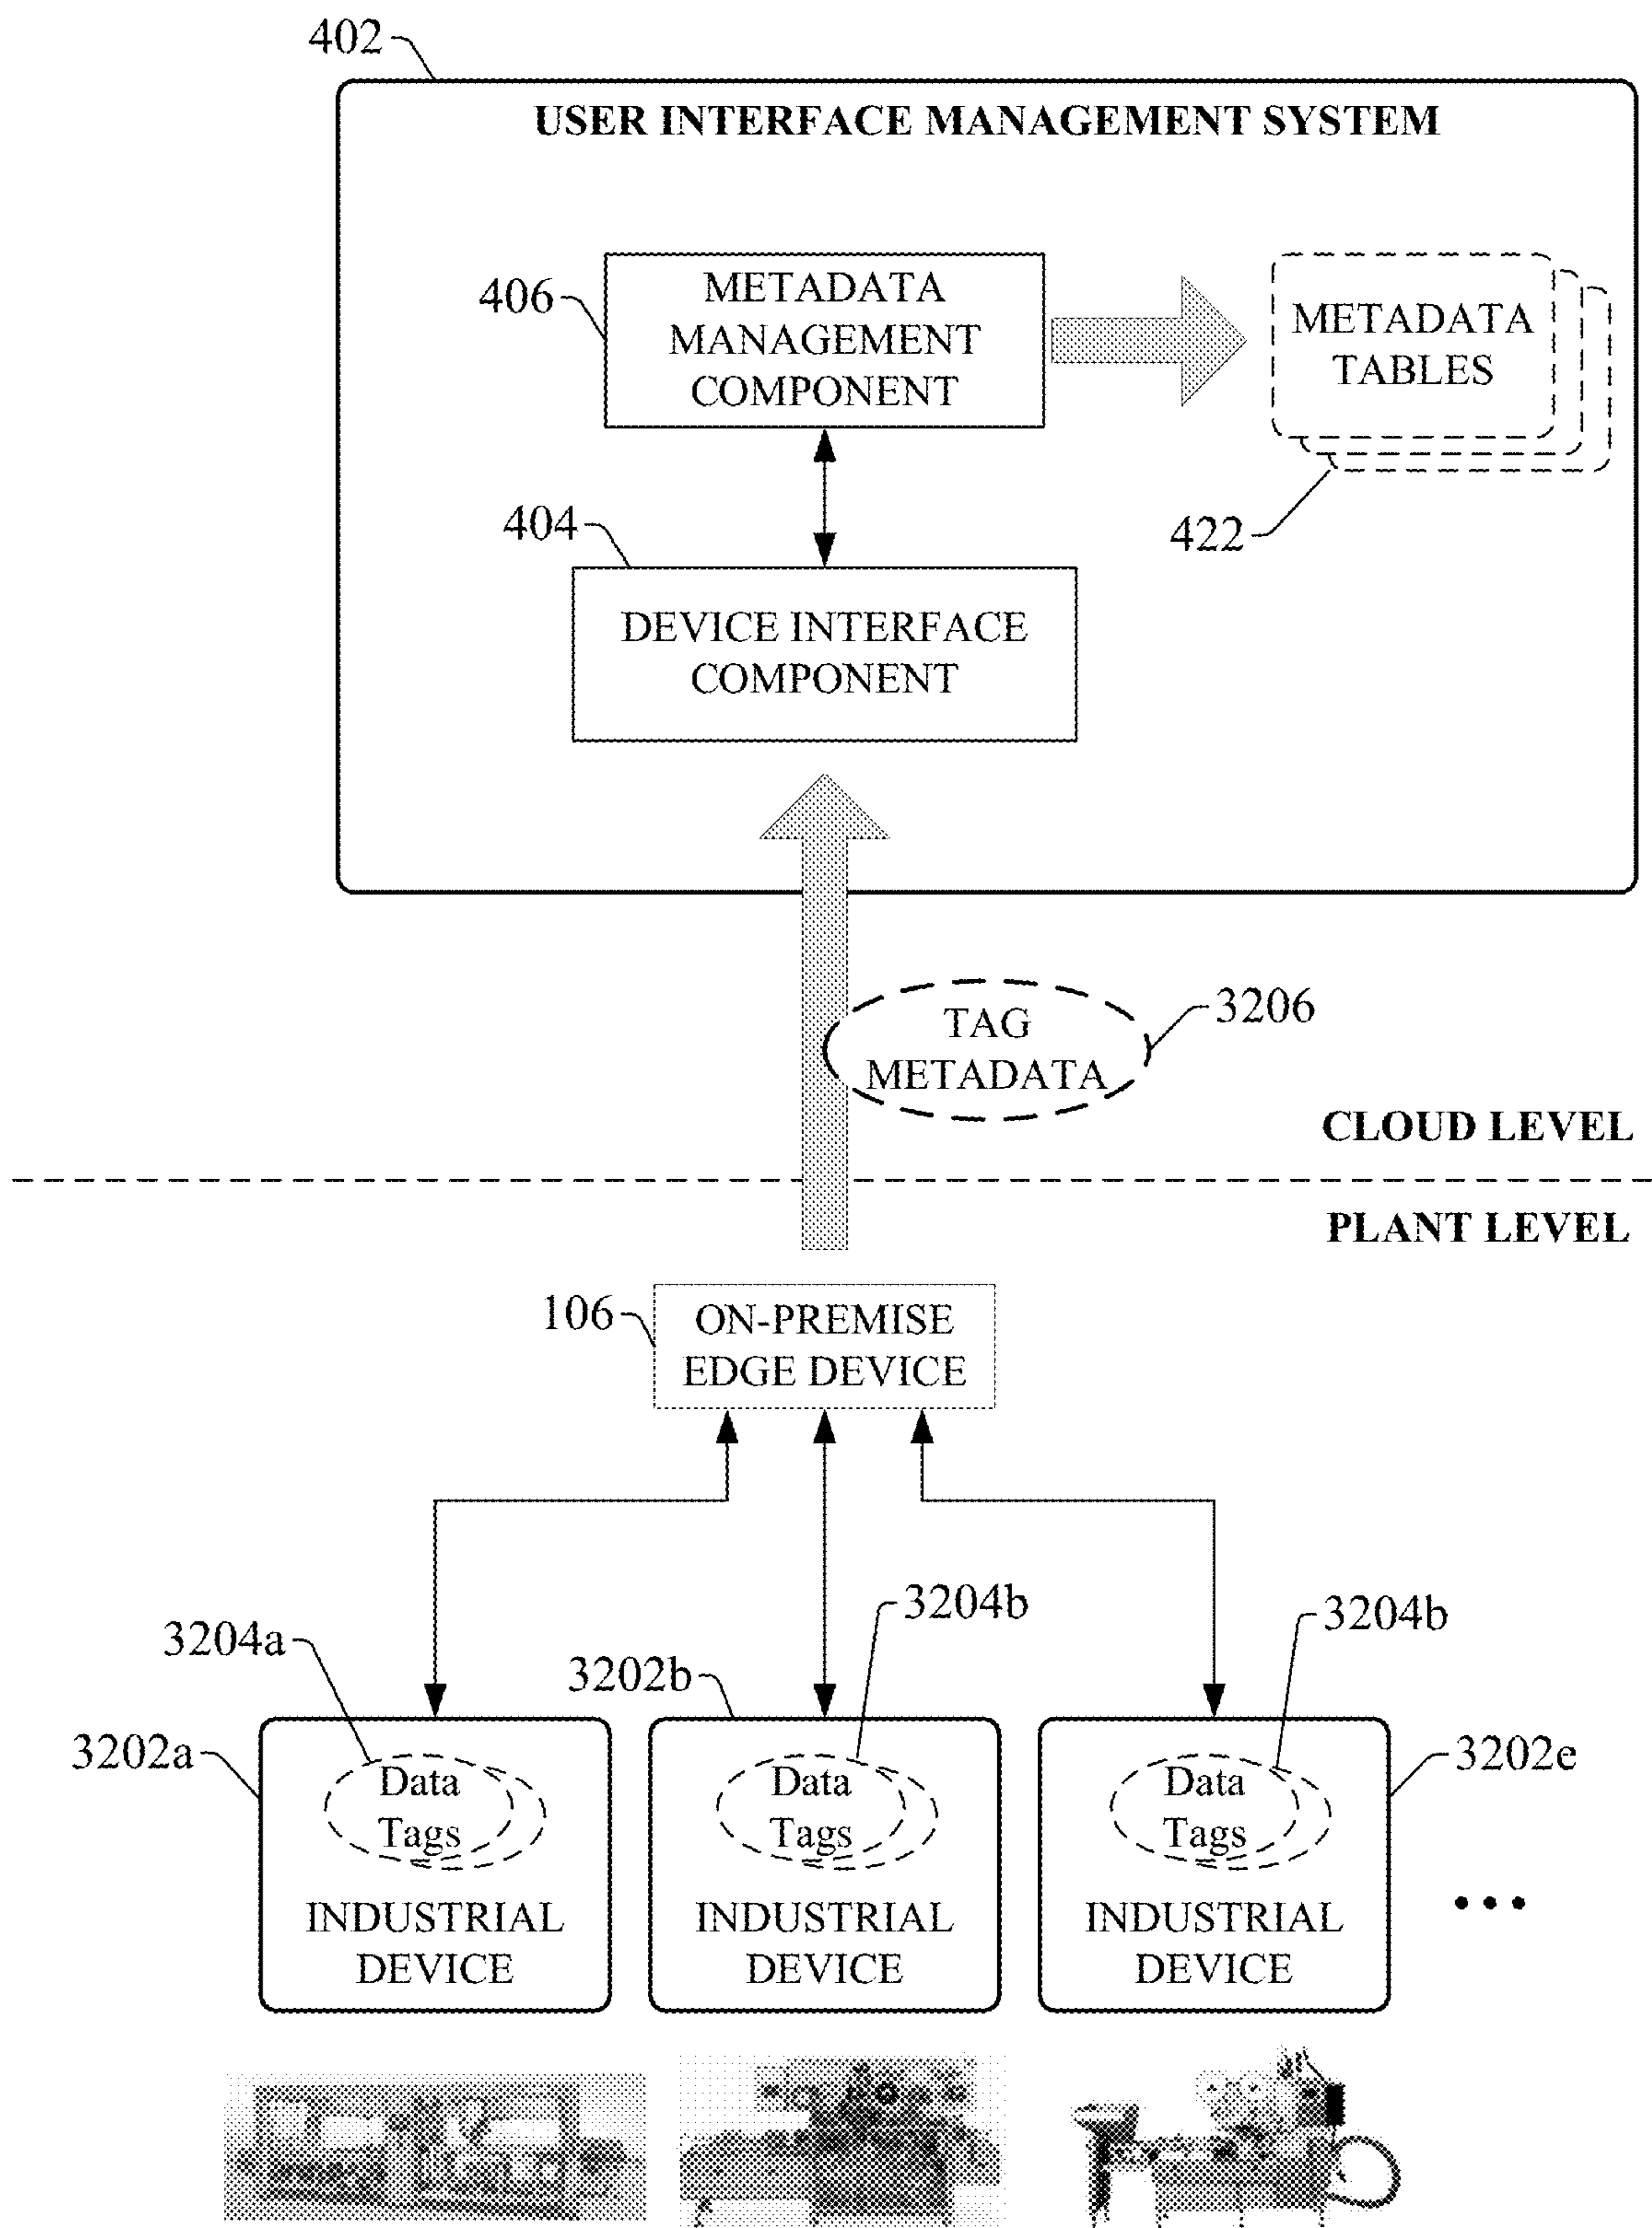 402
USER INTERFACE MANAGEMENT SYSTEM
406
METADATA
MANAGEMENT
COMPONENT
METADATA
TABLES
422
404
DEVICE INTERFACE
COMPONENT
TAG
METADATA
3206
CLOUD LEVEL
PLANT LEVEL
106
ON-PREMISE
EDGE DEVICE
3204a
3202b
3204b
3204b
3202a
3202c
Data
Tags
INDUSTRIAL
DEVICE
Data
Tags
INDUSTRIAL
DEVICE
Data
Tags
INDUSTRIAL
DEVICE